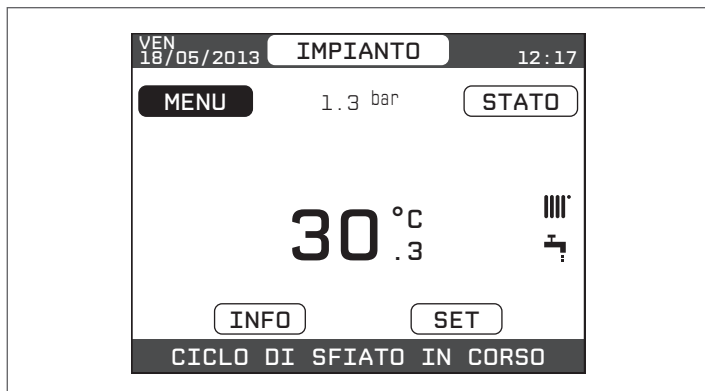 VEN
18/05/2013 IMPIANTO 12:17
MENU 1.3 bar STATO
30.3 °C
INFO SET
CICLO DI SFIATO IN CORSO